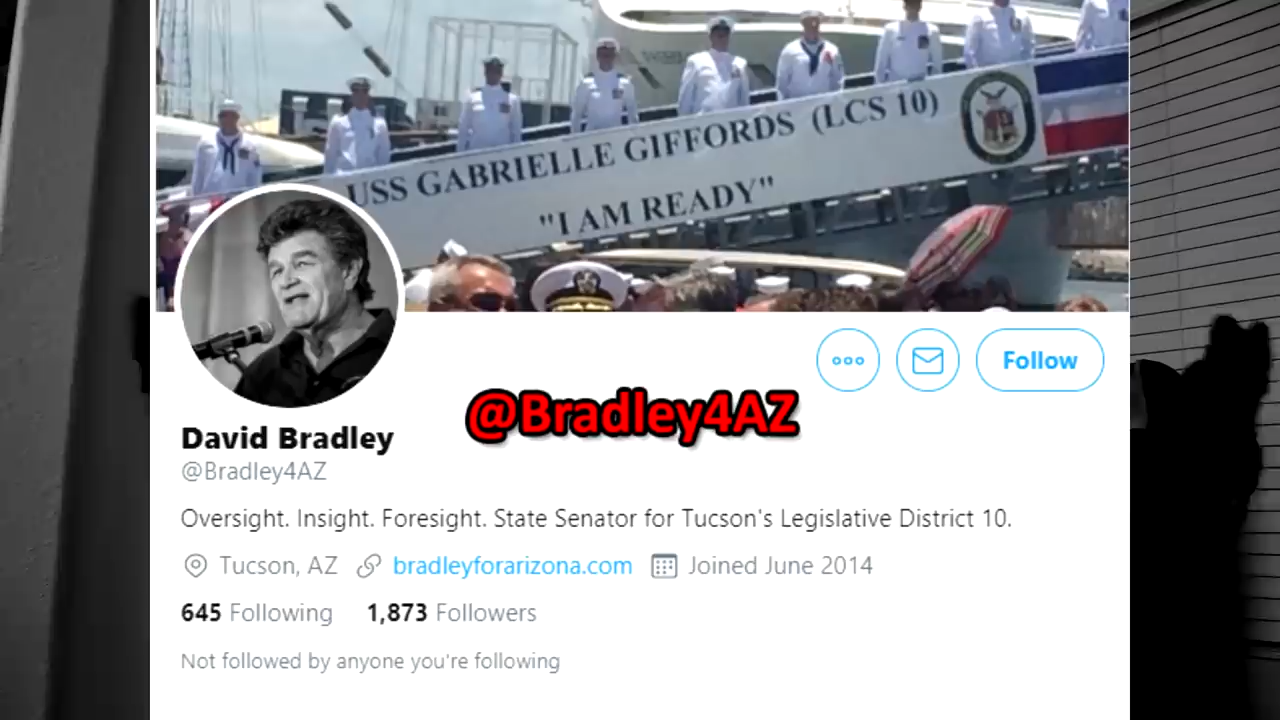 USS GABRIELLE GIFFORDS (LCS 10)
"I AM READY"
Follow
@Bradley4AZ
David Bradley
@Bradley4AZ
Oversight. Insight. Foresight. State Senator for Tucson's Legislative District 10.
Tucson, AZ bradleyforarizona.com Joined June 2014
645 Following 1,873 Followers
Not followed by anyone you're following